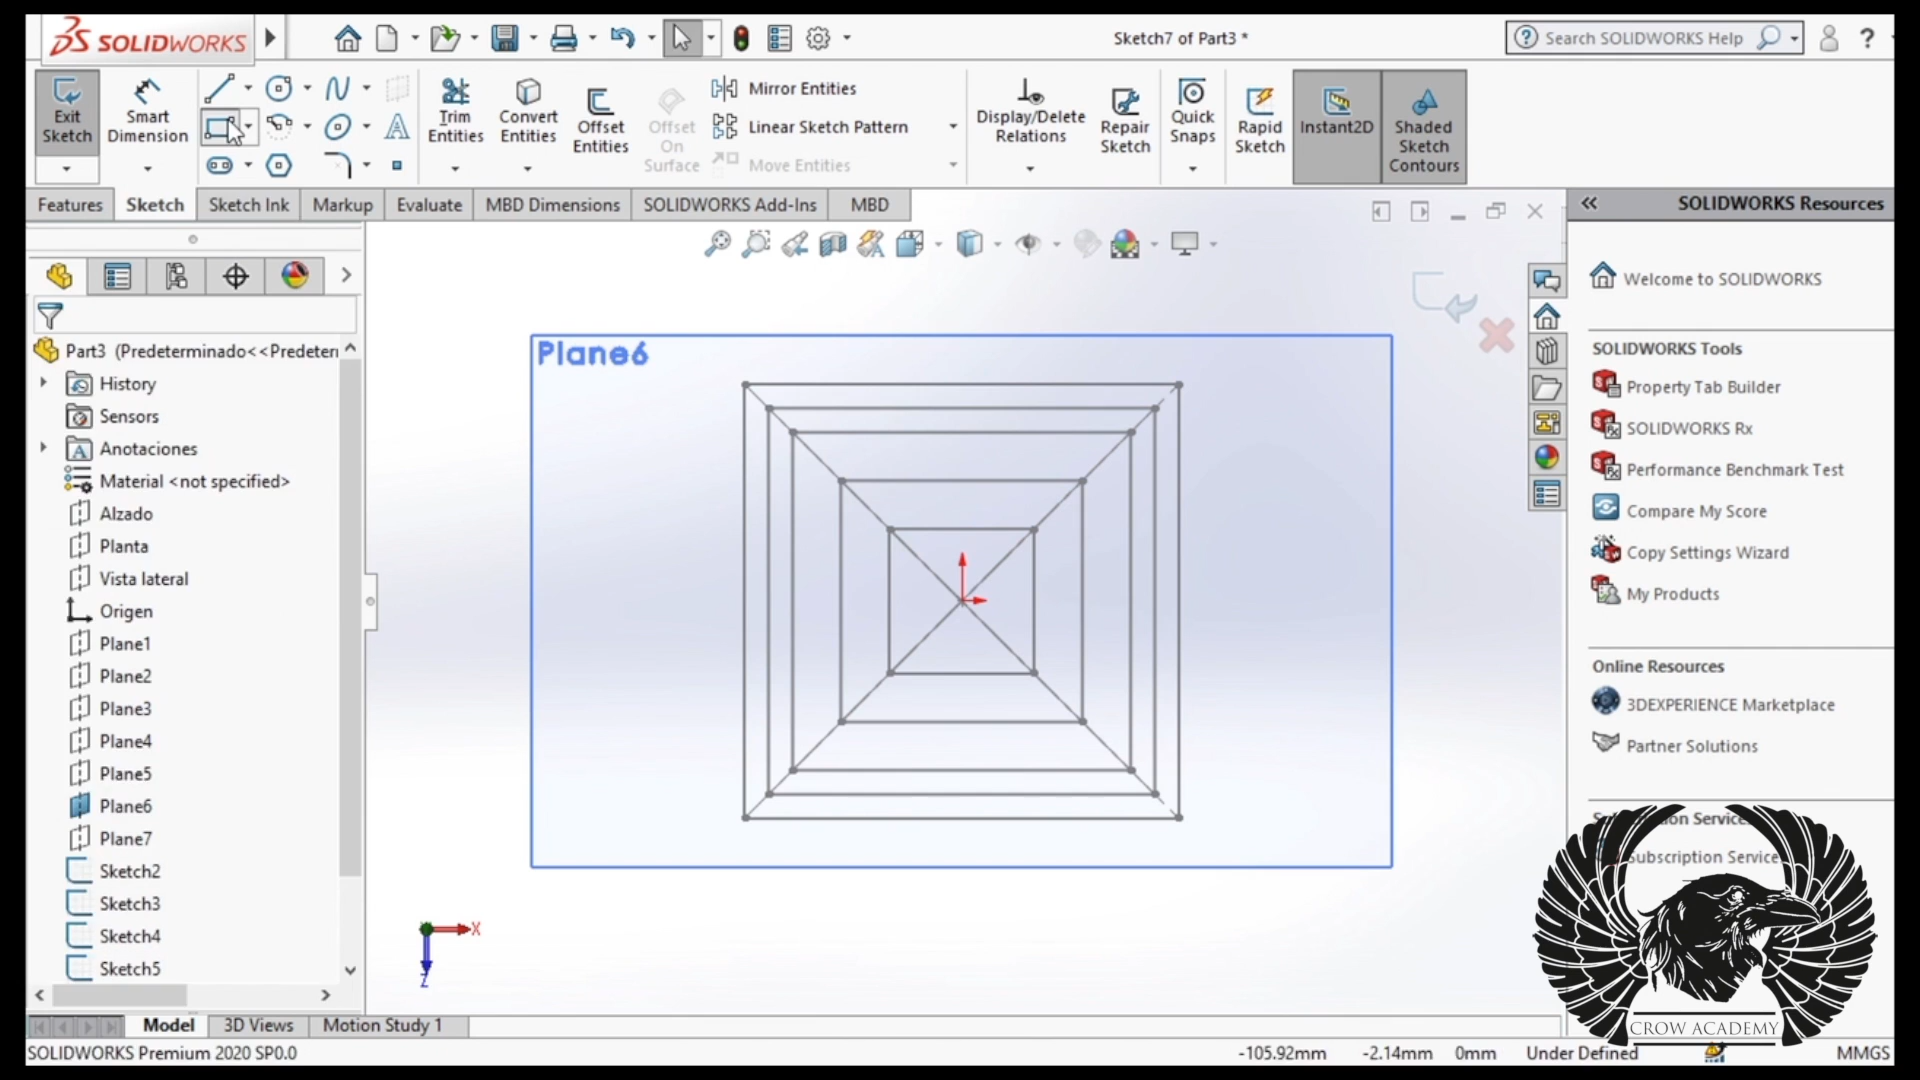 SOLIDWORKS
Sketch7 of Part3 *
Search SOLIDWORKS Help
?
Exit Sketch
Smart Dimension
Trim Entities
Convert Entities
Offset Entities
Offset On Surface
Mirror Entities
Linear Sketch Pattern
Move Entities
Display/Delete Relations
Repair Sketch
Quick Snaps
Rapid Sketch
Instant2D
Shaded Sketch Contours
Features
Sketch
Sketch Ink
Markup
Evaluate
MBD Dimensions
SOLIDWORKS Add-Ins
MBD
SOLIDWORKS Resources
Part3 (Predeterminado<<Predeter
History
Sensors
Anotaciones
Material <not specified>
Alzado
Planta
Vista lateral
Origen
Plane1
Plane2
Plane3
Plane4
Plane5
Plane6
Plane7
Sketch2
Sketch3
Sketch4
Sketch5
Plane6
X
Z
Welcome to SOLIDWORKS
SOLIDWORKS Tools
Property Tab Builder
SOLIDWORKS Rx
Performance Benchmark Test
Compare My Score
Copy Settings Wizard
My Products
Online Resources
3DEXPERIENCE Marketplace
Partner Solutions
Subscription Service
CROW ACADEMY
Model
3D Views
Motion Study 1
SOLIDWORKS Premium 2020 SP0.0
-105.92mm
-2.14mm
0mm
Under Defined
MMGS